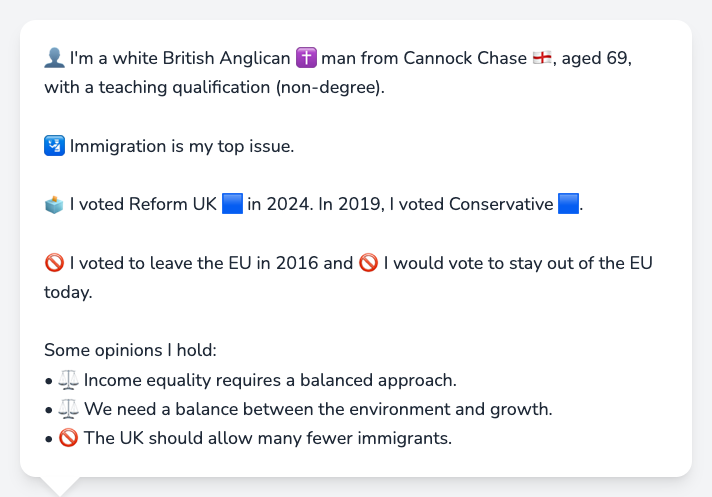 👤 I'm a white British Anglican ✝️ man from Cannock Chase 🏴󠁧󠁢󠁥󠁮󠁧󠁿, aged 69,
with a teaching qualification (non-degree).
🛂 Immigration is my top issue.
🗳️ I voted Reform UK 🟦 in 2024. In 2019, I voted Conservative 🟦.
🚫 I voted to leave the EU in 2016 and 🚫 I would vote to stay out of the EU
today.
Some opinions I hold:
• ⚖️ Income equality requires a balanced approach.
• ⚖️ We need a balance between the environment and growth.
• 🚫 The UK should allow many fewer immigrants.